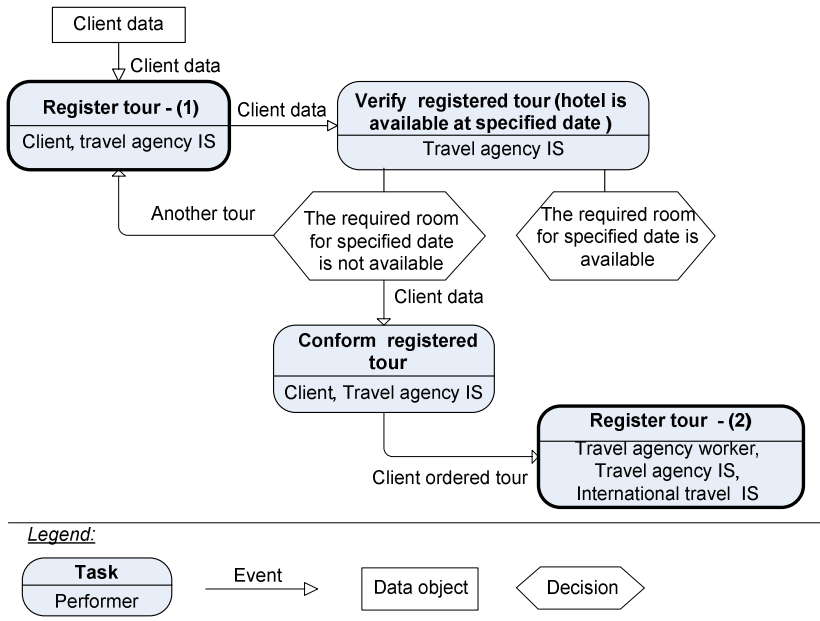 Client data
Client data
Register tour - (1)
Client, travel agency IS
Client data
Verify registered tour (hotel is
available at specified date )
Travel agency IS
Another tour
The required room
for specified date
is not available
The required room
for specified date is
available
Client data
Conform registered
tour
Client, Travel agency IS
Client ordered tour
Register tour - (2)
Travel agency worker,
Travel agency IS,
International travel IS
Legend:
Task
Performer
Event
Data object
Decision